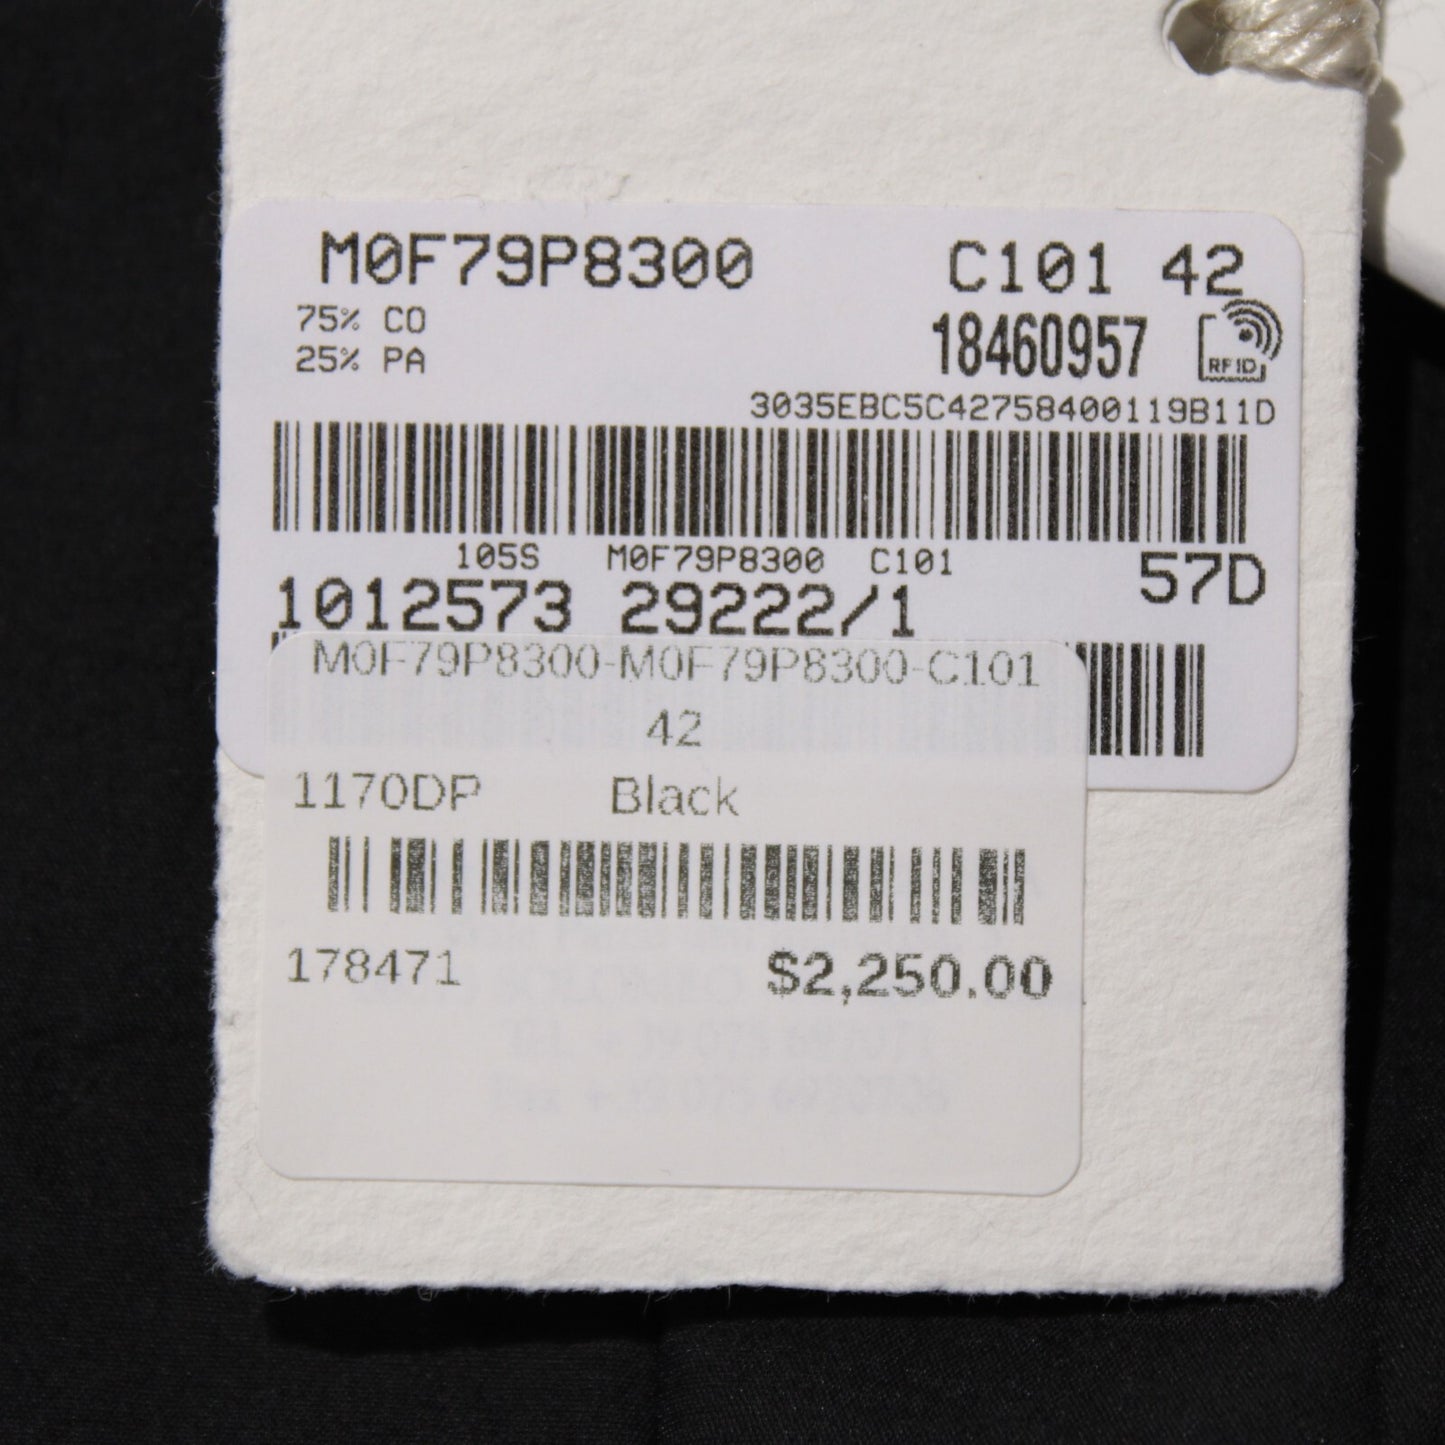 M0F79P8300 C101 42
75% CO
25% PA
18460957
RFID
3035EBC5C42758400119B11D
105S M0F79P8300 C101
57D
1012573 29222/1
M0F79P8300-M0F79P8300-C101
42
1170DP Black
178471 $2,250.00